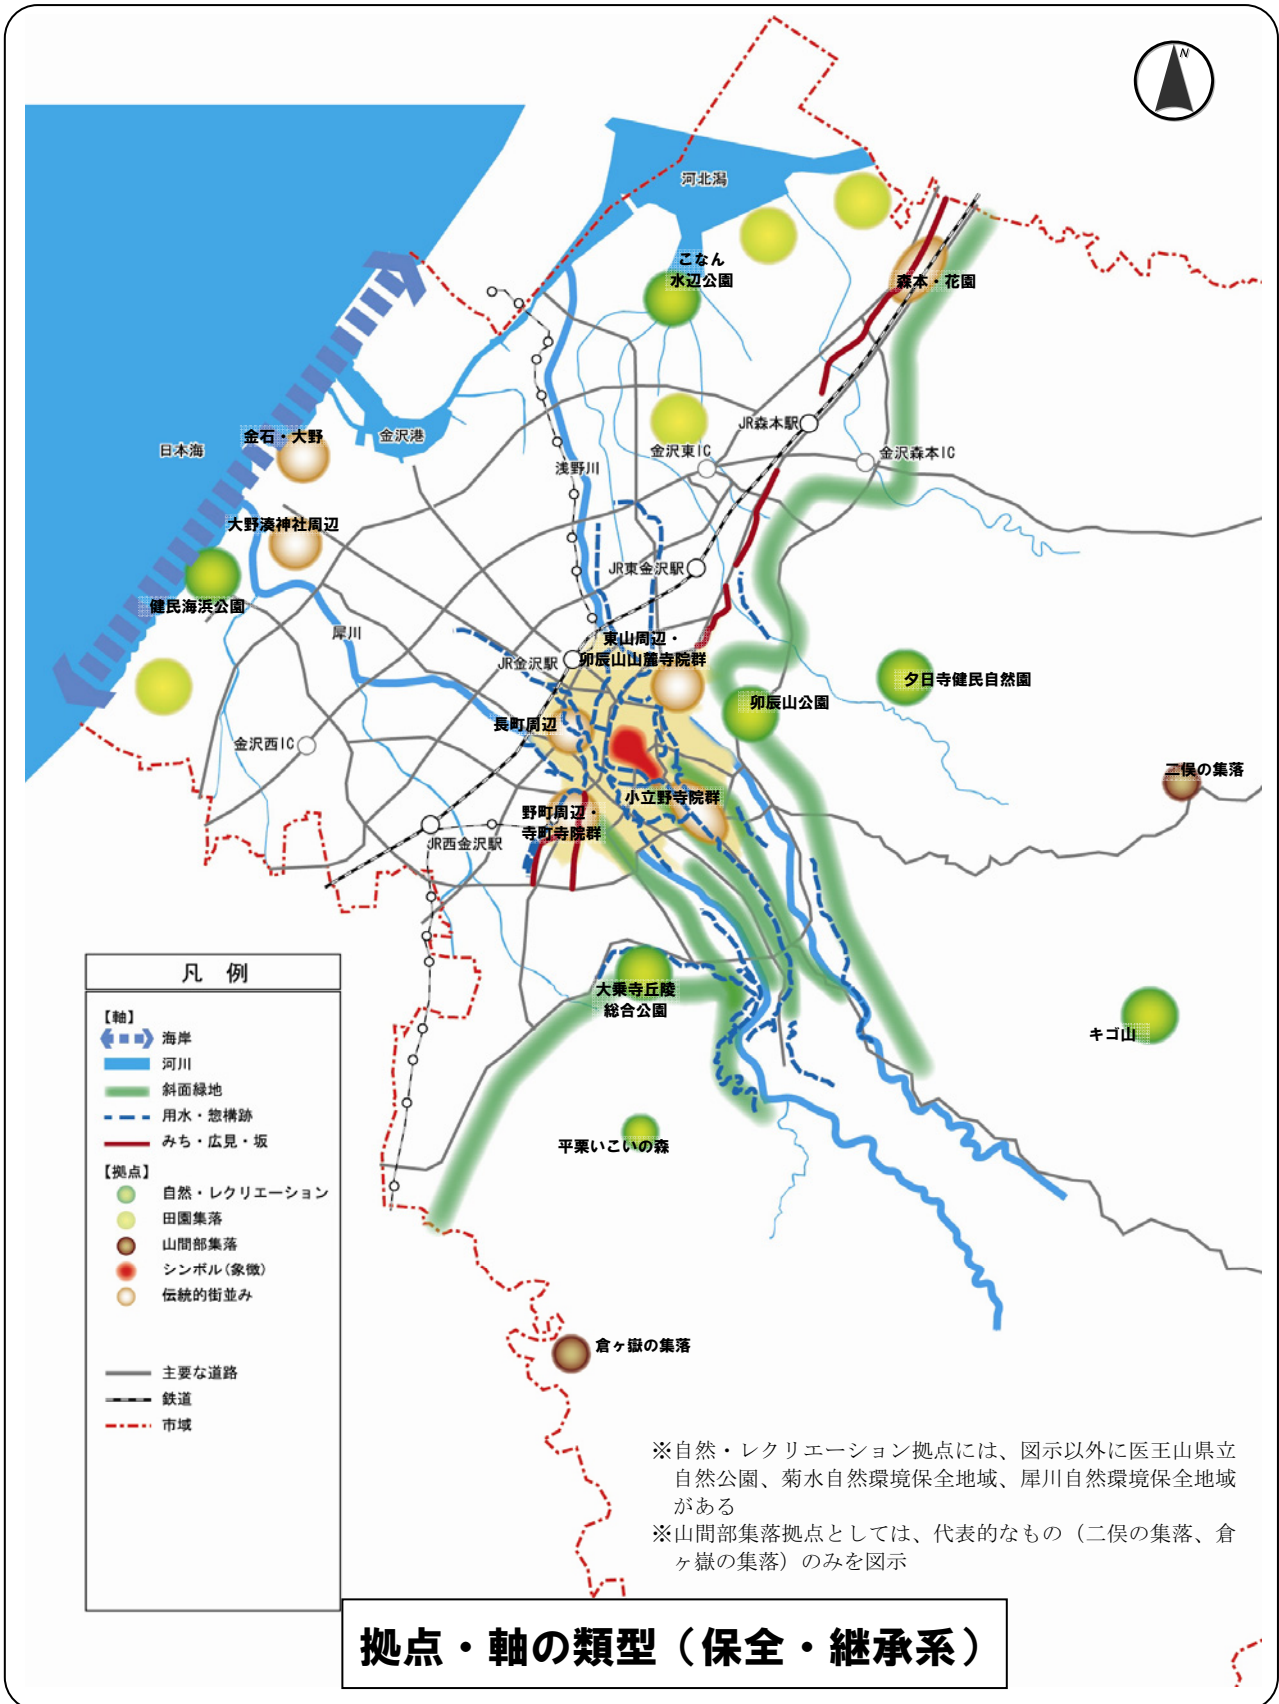 N
河北潟
こなん
水辺公園
森本・花園
JR森本駅
金沢東IC
金沢森本IC
日本海
金石・大野
金沢港
浅野川
大野湊神社周辺
健民海浜公園
JR東金沢駅
犀川
東山周辺・
卯辰山山麓寺院群
JR金沢駅
夕日寺健民自然園
卯辰山公園
長町周辺
金沢西IC
二俣の集落
小立野寺院群
野町周辺・
寺町寺院群
JR西金沢駅
大乗寺丘陵
総合公園
キゴ山
平栗いこいの森
倉ヶ嶽の集落
凡 例
【軸】
海岸
河川
斜面緑地
用水・惣構跡
みち・広見・坂
【拠点】
自然・レクリエーション
田園集落
山間部集落
シンボル(象徴)
伝統的街並み
主要な道路
鉄道
市域
※自然・レクリエーション拠点には、図示以外に医王山県立
自然公園、菊水自然環境保全地域、犀川自然環境保全地域
がある
※山間部集落拠点としては、代表的なもの（二俣の集落、倉
ヶ嶽の集落）のみを図示
拠点・軸の類型（保全・継承系）